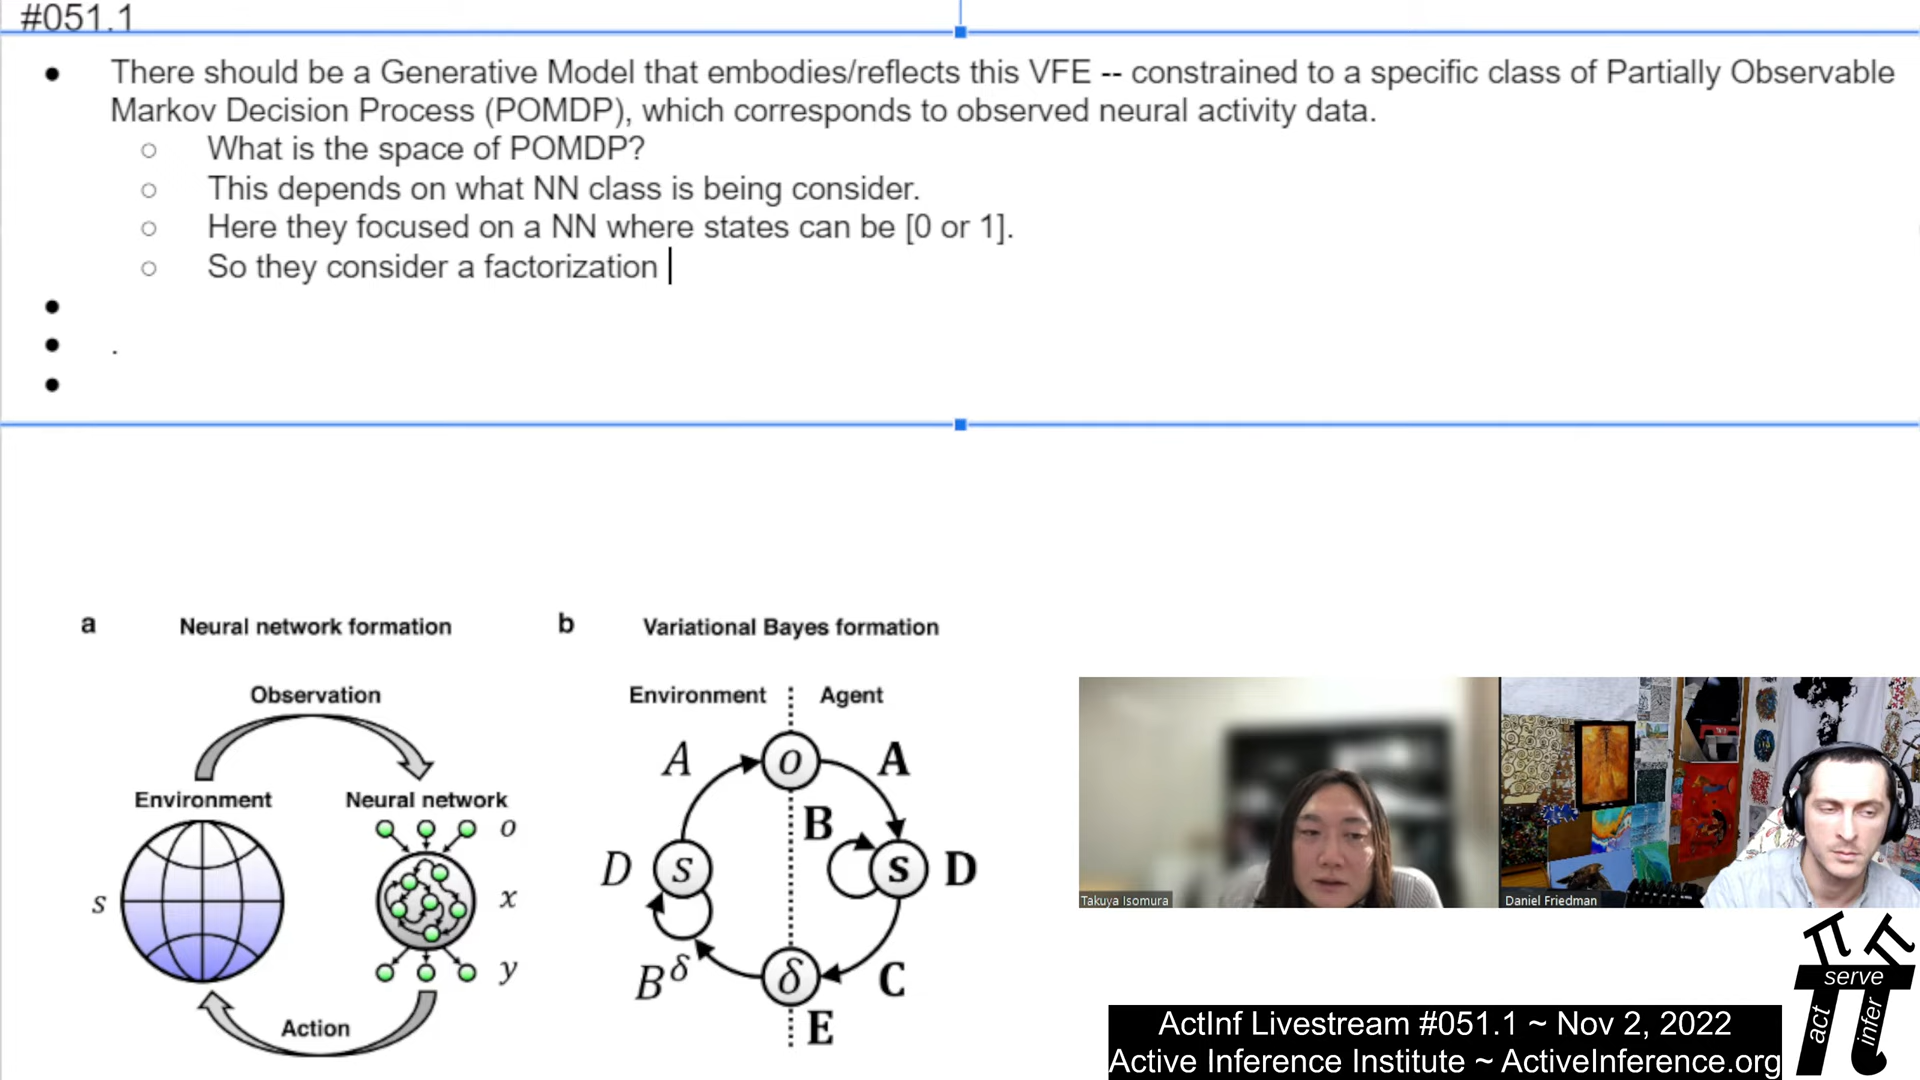 #051.1
● There should be a Generative Model that embodies/reflects this VFE -- constrained to a specific class of Partially Observable
Markov Decision Process (POMDP), which corresponds to observed neural activity data.
○ What is the space of POMDP?
○ This depends on what NN class is being consider.
○ Here they focused on a NN where states can be [0 or 1].
○ So they consider a factorization
●
● .
●
a Neural network formation
Observation
Environment Neural network
o
s
x
y
Action
b Variational Bayes formation
Environment Agent
A o A
B
D s s D
B^δ δ C
E
Takuya Isomura
Daniel Friedman
serve
act
infer
ActInf Livestream #051.1 ~ Nov 2, 2022
Active Inference Institute ~ ActiveInference.org